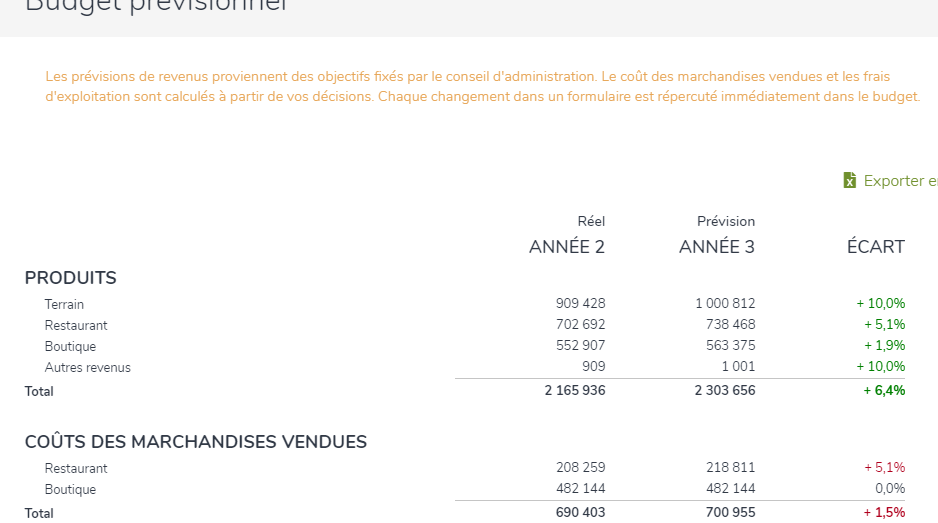 Budget prévisionnel
Les prévisions de revenus proviennent des objectifs fixés par le conseil d'administration. Le coût des marchandises vendues et les frais
d'exploitation sont calculés à partir de vos décisions. Chaque changement dans un formulaire est répercuté immédiatement dans le budget.
Exporter e
Réel Prévision
ANNÉE 2 ANNÉE 3 ÉCART
PRODUITS
Terrain 909 428 1 000 812 + 10,0%
Restaurant 702 692 738 468 + 5,1%
Boutique 552 907 563 375 + 1,9%
Autres revenus 909 1 001 + 10,0%
Total 2 165 936 2 303 656 + 6,4%
COÛTS DES MARCHANDISES VENDUES
Restaurant 208 259 218 811 + 5,1%
Boutique 482 144 482 144 0,0%
Total 690 403 700 955 + 1,5%